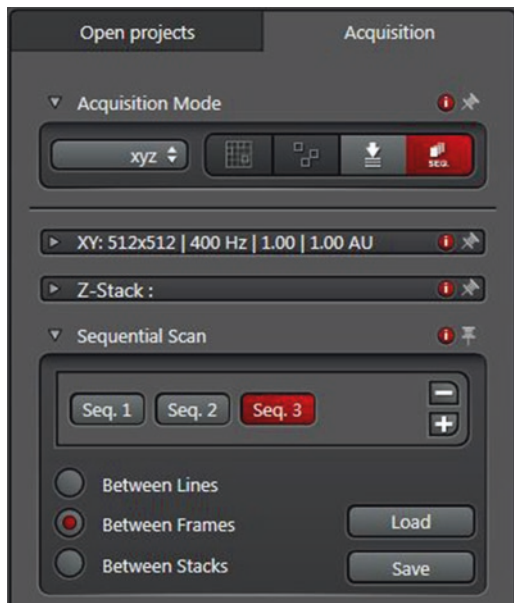 Open projects Acquisition
Acquisition Mode i
xyz SEQ.
XY: 512x512 | 400 Hz | 1.00 | 1.00 AU i
Z-Stack : i
Sequential Scan i
Seq. 1 Seq. 2 Seq. 3
Between Lines
Between Frames Load
Between Stacks Save